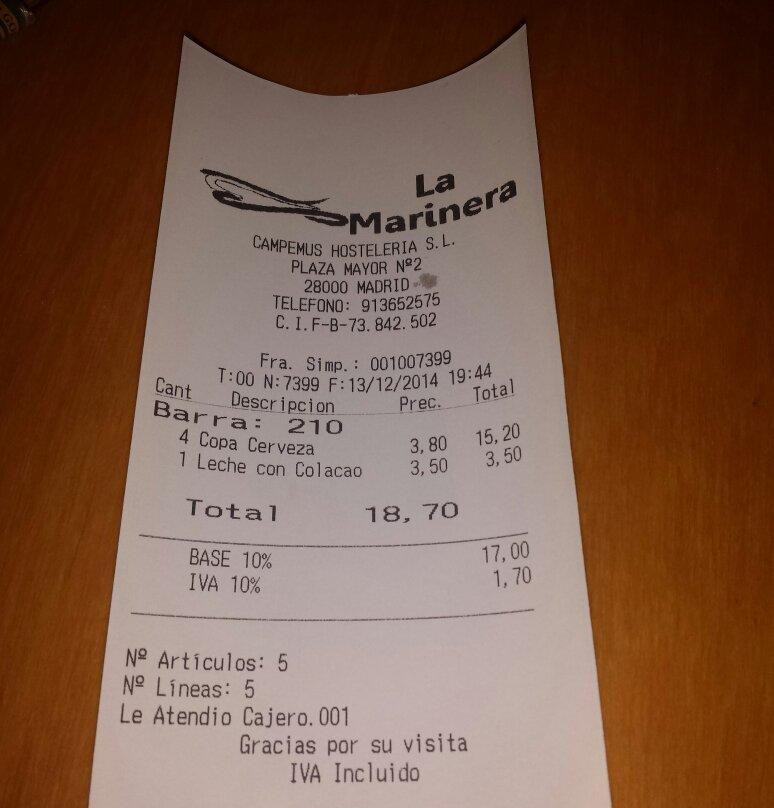 La
Marinera
CAMPEMUS HOSTELERIA S.L.
PLAZA MAYOR Nº2
28000 MADRID
TELEFONO: 913652575
C.I.F-B-73.842.502
Fra. Simp.: 001007399
T:00 N:7399 F:13/12/2014 19:44
Cant Descripcion Prec. Total
Barra: 210
4 Copa Cerveza 3,80 15,20
1 Leche con Colacao 3,50 3,50
Total 18,70
BASE 10% 17,00
IVA 10% 1,70
Nº Artículos: 5
Nº Líneas: 5
Le Atendio Cajero.001
Gracias por su visita
IVA Incluido